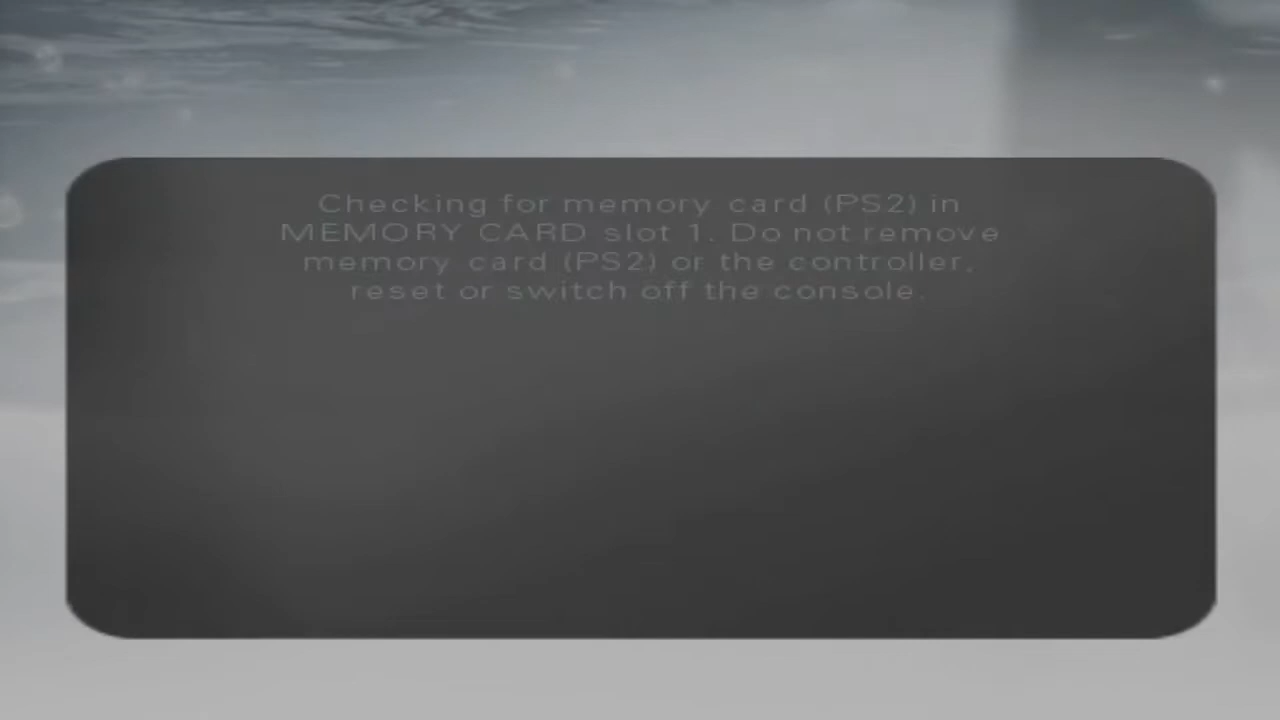 Checking for memory card (PS2) in
MEMORY CARD slot 1. Do not remove
memory card (PS2) or the controller,
reset or switch off the console.